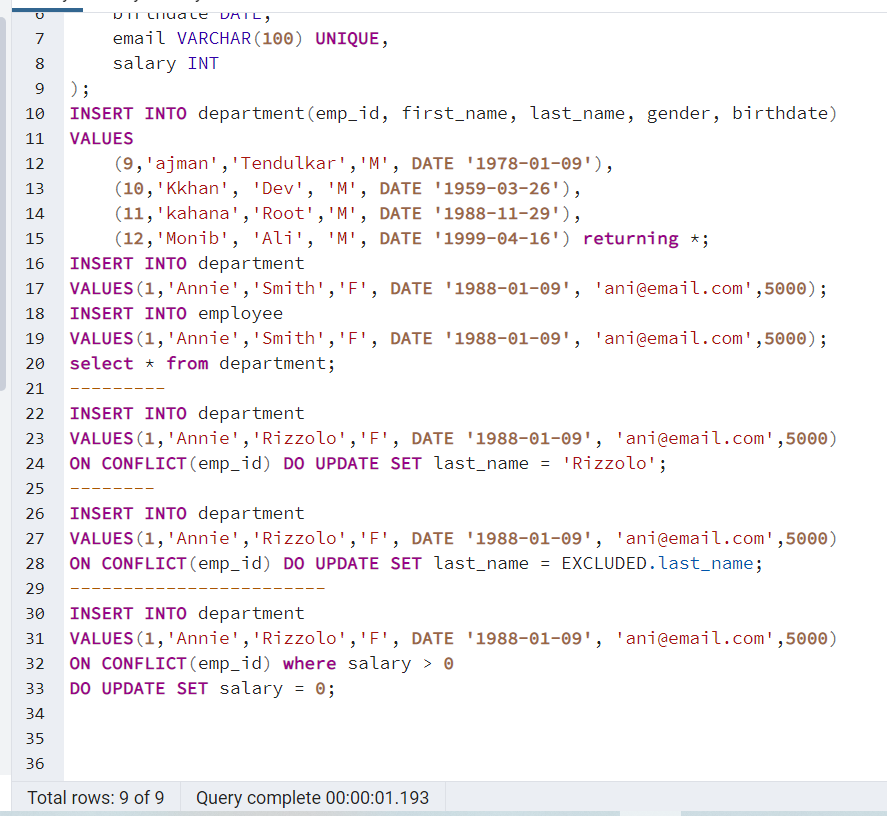 6 birthdate DATE,
7 email VARCHAR(100) UNIQUE,
8 salary INT
9 );
10 INSERT INTO department(emp_id, first_name, last_name, gender, birthdate)
11 VALUES
12 (9,'ajman','Tendulkar','M', DATE '1978-01-09'),
13 (10,'Kkhan', 'Dev', 'M', DATE '1959-03-26'),
14 (11,'kahana','Root','M', DATE '1988-11-29'),
15 (12,'Monib', 'Ali', 'M', DATE '1999-04-16') returning *;
16 INSERT INTO department
17 VALUES(1,'Annie','Smith','F', DATE '1988-01-09', 'ani@email.com',5000);
18 INSERT INTO employee
19 VALUES(1,'Annie','Smith','F', DATE '1988-01-09', 'ani@email.com',5000);
20 select * from department;
21 ---------
22 INSERT INTO department
23 VALUES(1,'Annie','Rizzolo','F', DATE '1988-01-09', 'ani@email.com',5000)
24 ON CONFLICT(emp_id) DO UPDATE SET last_name = 'Rizzolo';
25 --------
26 INSERT INTO department
27 VALUES(1,'Annie','Rizzolo','F', DATE '1988-01-09', 'ani@email.com',5000)
28 ON CONFLICT(emp_id) DO UPDATE SET last_name = EXCLUDED.last_name;
29 ------------------------
30 INSERT INTO department
31 VALUES(1,'Annie','Rizzolo','F', DATE '1988-01-09', 'ani@email.com',5000)
32 ON CONFLICT(emp_id) where salary > 0
33 DO UPDATE SET salary = 0;
34
35
36
Total rows: 9 of 9 Query complete 00:00:01.193